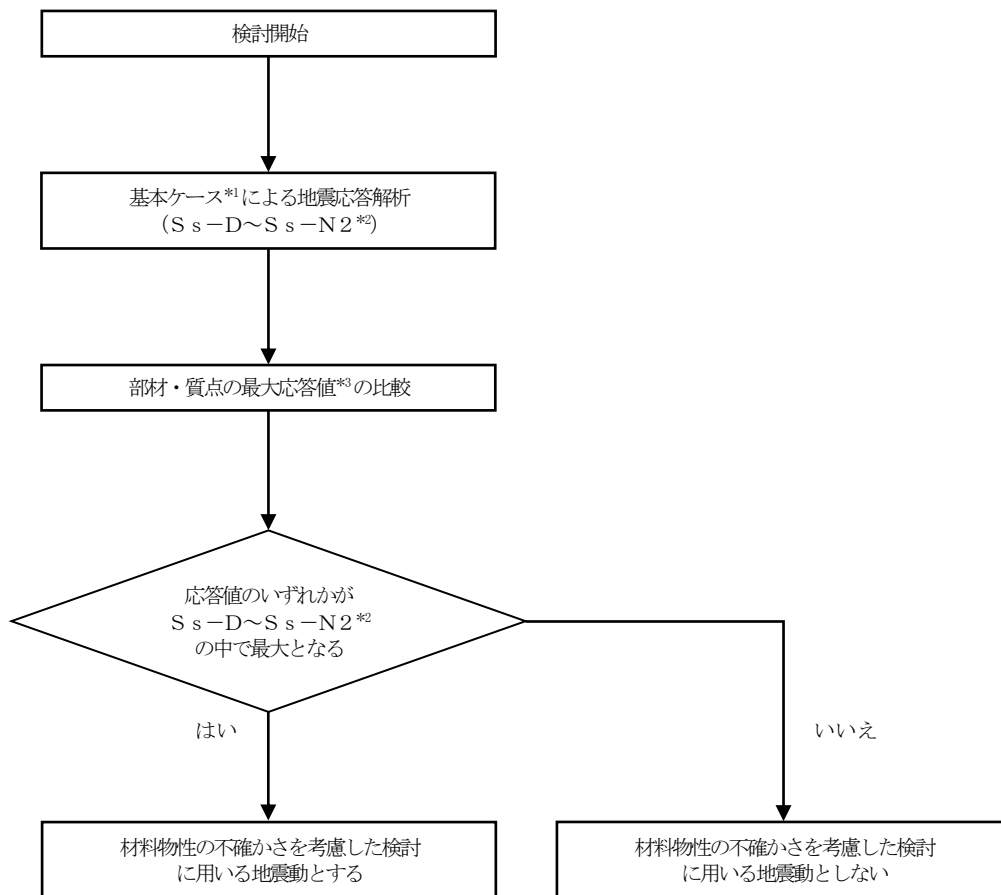 検討開始
基本ケース*1による地震応答解析
(Ss-D~Ss-N2*2)
部材・質点の最大応答値*3の比較
応答値のいずれかが
Ss-D~Ss-N2*2
の中で最大となる
はい
いいえ
材料物性の不確かさを考慮した検討
に用いる地震動とする
材料物性の不確かさを考慮した検討
に用いる地震動としない